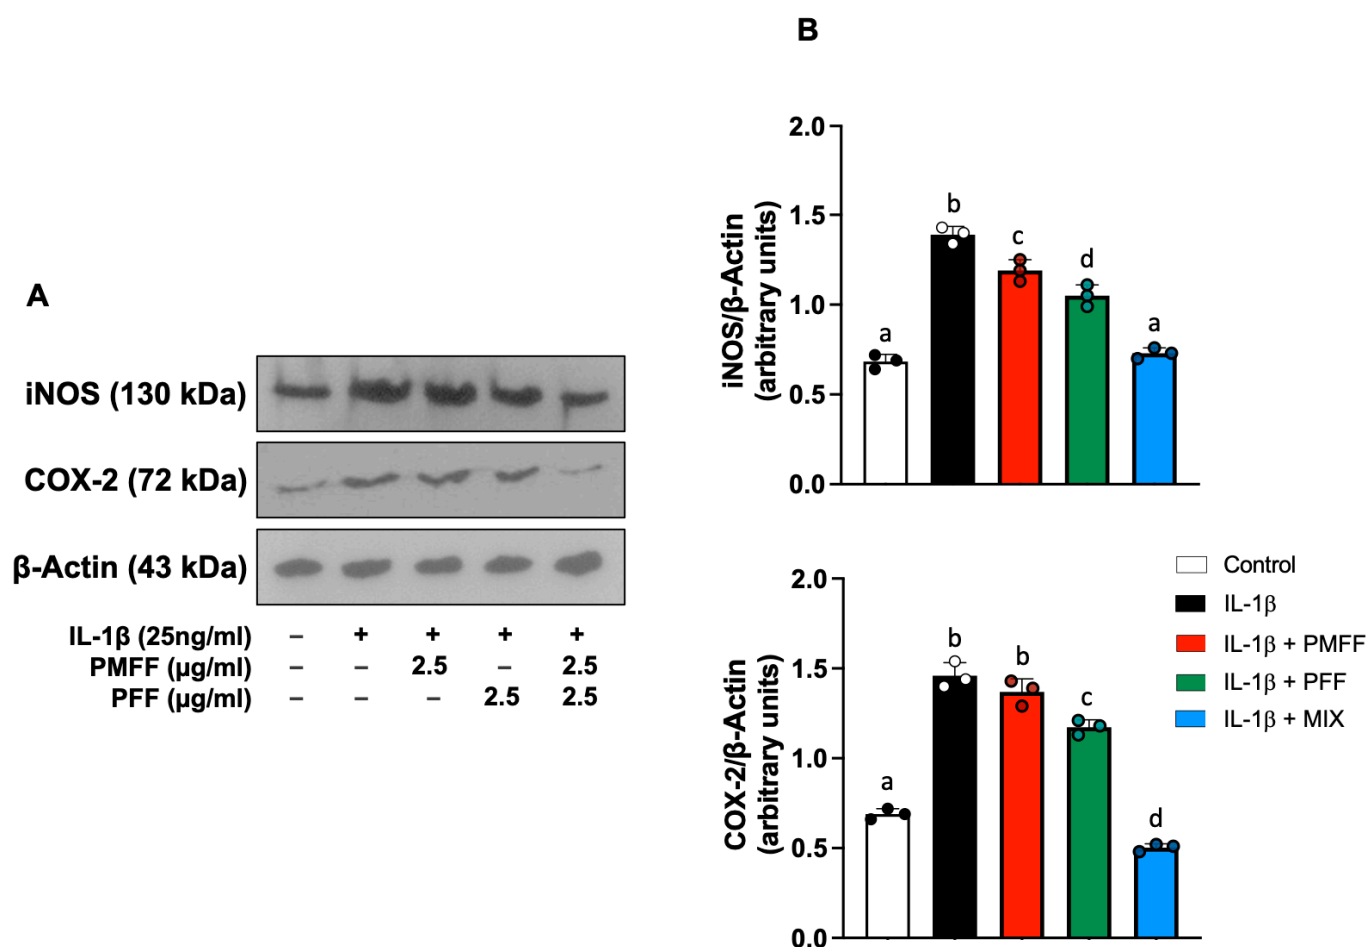 A
iNOS (130 kDa)
COX-2 (72 kDa)
β-Actin (43 kDa)
IL-1β (25ng/ml) – + + + +
PMFF (µg/ml) – – 2.5 – 2.5
PFF (µg/ml) – – – 2.5 2.5
B
iNOS/β-Actin
(arbitrary units)
2.0
1.5
1.0
0.5
0.0
a b c d a
COX-2/β-Actin
(arbitrary units)
2.0
1.5
1.0
0.5
0.0
a b b c d
Control
IL-1β
IL-1β + PMFF
IL-1β + PFF
IL-1β + MIX